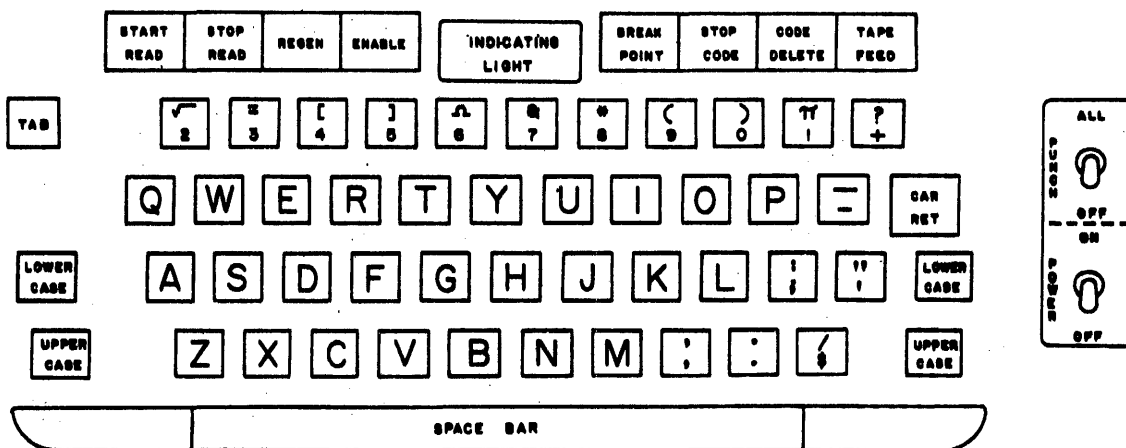 START READ STOP READ REGEN ENABLE INDICATING LIGHT BREAK POINT STOP CODE CODE DELETE TAPE FEED
TAB √ 2 3 [ 4 ] 5 Ω 6 7 * 8 ( 9 ) 0 π | ? +
ALL
PUNCH
OFF
Q W E R T Y U I O P CAR RET
ON
POWER
OFF
LOWER CASE A S D F G H J K L " ' LOWER CASE
UPPER CASE Z X C V B N M / $ UPPER CASE
SPACE BAR